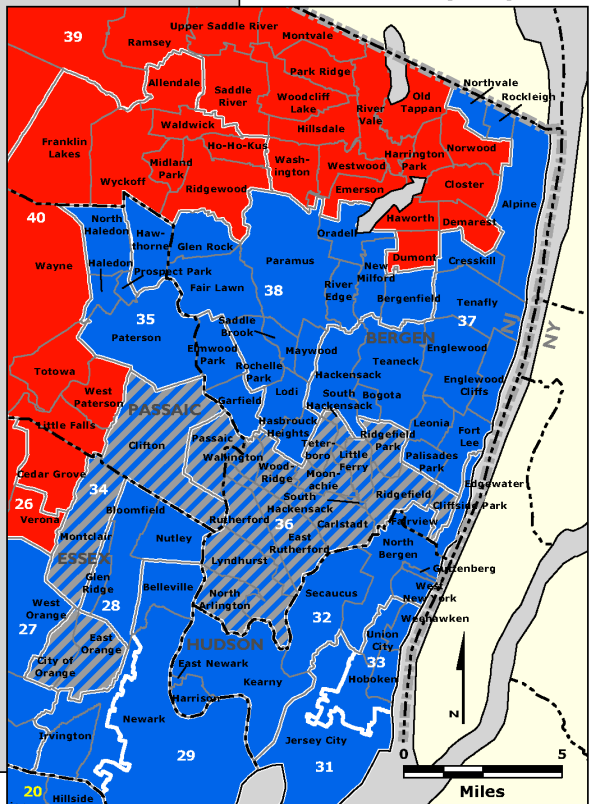 39
Upper Saddle River
Ramsey
Montvale
Allendale
Saddle
River
Park Ridge
Woodcliff
Lake
Old
Tappan
River
Vale
Northvale
Rockleigh
Franklin
Lakes
Waldwick
Hillsdale
Ho-Ho-Kus
Wash-
ington
Westwood
Harrington
Park
Norwood
Midland
Park
Wyckoff
Ridgewood
Emerson
Closter
Alpine
40
North
Haledon
Haw-
thorne
Glen Rock
Oradell
Haworth
Demarest
Wayne
Haledon
Prospect Park
Paramus
Dumont
Cresskill
New
Milford
Fair Lawn
38
River
Edge
Bergenfield
Tenafly
35
Paterson
Saddle
Brook
37
NJ
NY
BERGEN
Elmwood
Park
Maywood
Teaneck
Englewood
Rochelle
Park
Hackensack
Englewood
Cliffs
Totowa
West
Paterson
Lodi
South
Hackensack
Bogota
PASSAIC
Garfield
Little Falls
Hasbrouck
Heights
Leonia
Fort
Lee
Clifton
Passaic
Wallington
Teter-
boro
Little
Ferry
Ridgefield
Park
Palisades
Park
Wood-
Ridge
Moon-
achie
Cedar Grove
34
26
Verona
Bloomfield
South
Hackensack
Ridgefield
Edgewater
Cliffside Park
Rutherford
36
Carlstadt
Fairview
Montclair
Nutley
East
Rutherford
North
Bergen
ESSEX
Glen
Ridge
Lyndhurst
Guttenberg
Belleville
North
Arlington
Secaucus
West
New York
West
Orange
28
27
32
Weehawken
East
Orange
HUDSON
Union
City
City of
Orange
East Newark
33
Hoboken
Kearny
Harrison
N
Newark
Irvington
Jersey City
29
31
0
5
Miles
20
Hillside